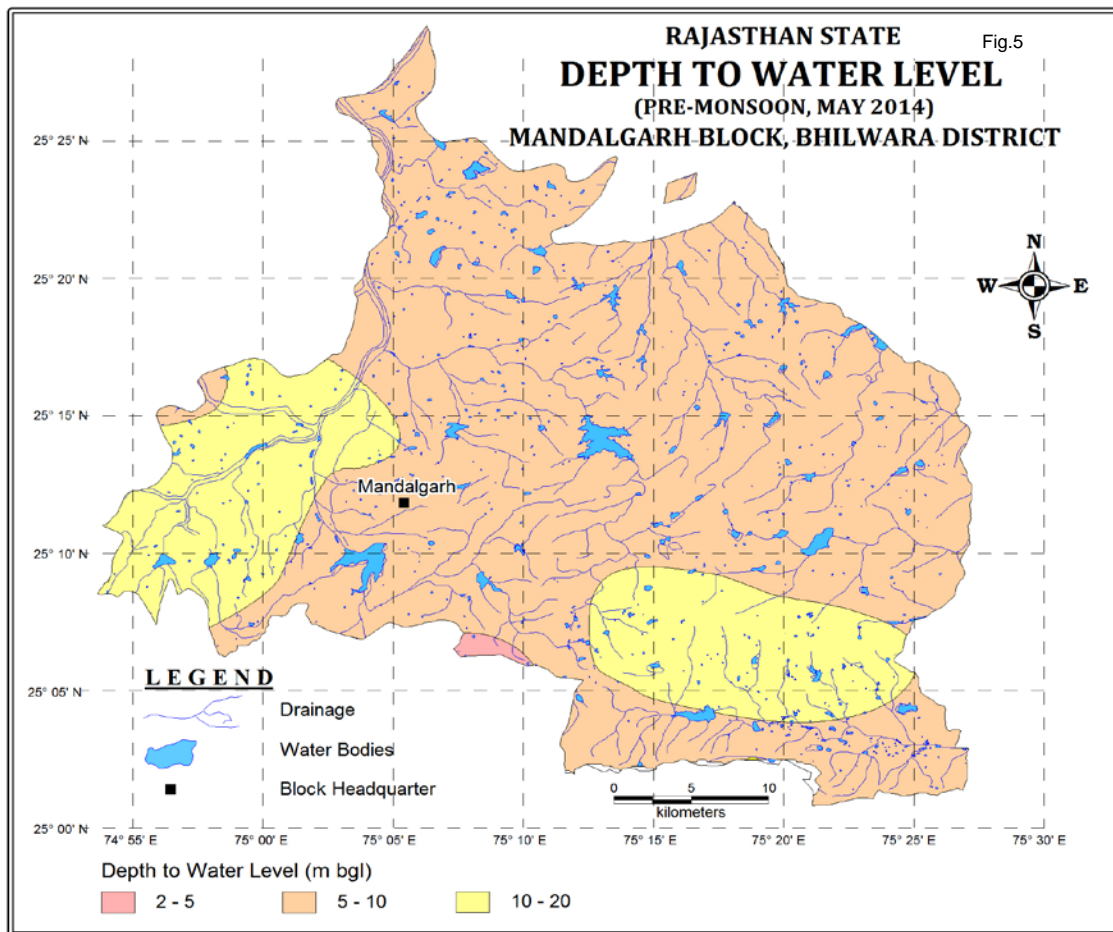 RAJASTHAN STATE
Fig.5
DEPTH TO WATER LEVEL
(PRE-MONSOON, MAY 2014)
MANDALGARH BLOCK, BHILWARA DISTRICT
25° 25' N
N
25° 20' N
W E
S
25° 15' N
Mandalgarh
25° 10' N
25° 05' N
LEGEND
Drainage
Water Bodies
Block Headquarter
0 5 10
kilometers
25° 00' N
74° 55' E 75° 00' E 75° 05' E 75° 10' E 75° 15' E 75° 20' E 75° 25' E 75° 30' E
Depth to Water Level (m bgl)
2 - 5 5 - 10 10 - 20